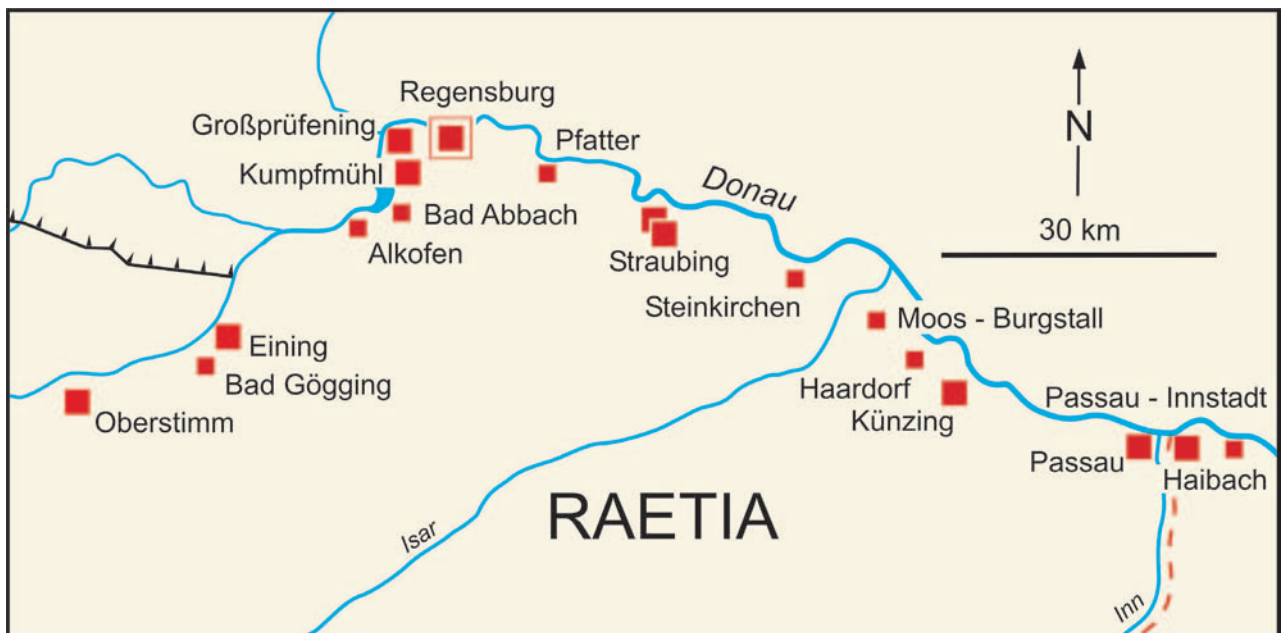 Regensburg
Großprüfening
Pfatter
N
Kumpfmühl
Donau
Bad Abbach
30 km
Alkofen
Straubing
Steinkirchen
Moos - Burgstall
Eining
Bad Gögging
Haardorf
Passau - Innstadt
Oberstimm
Künzing
Passau
Haibach
RAETIA
Isar
Inn